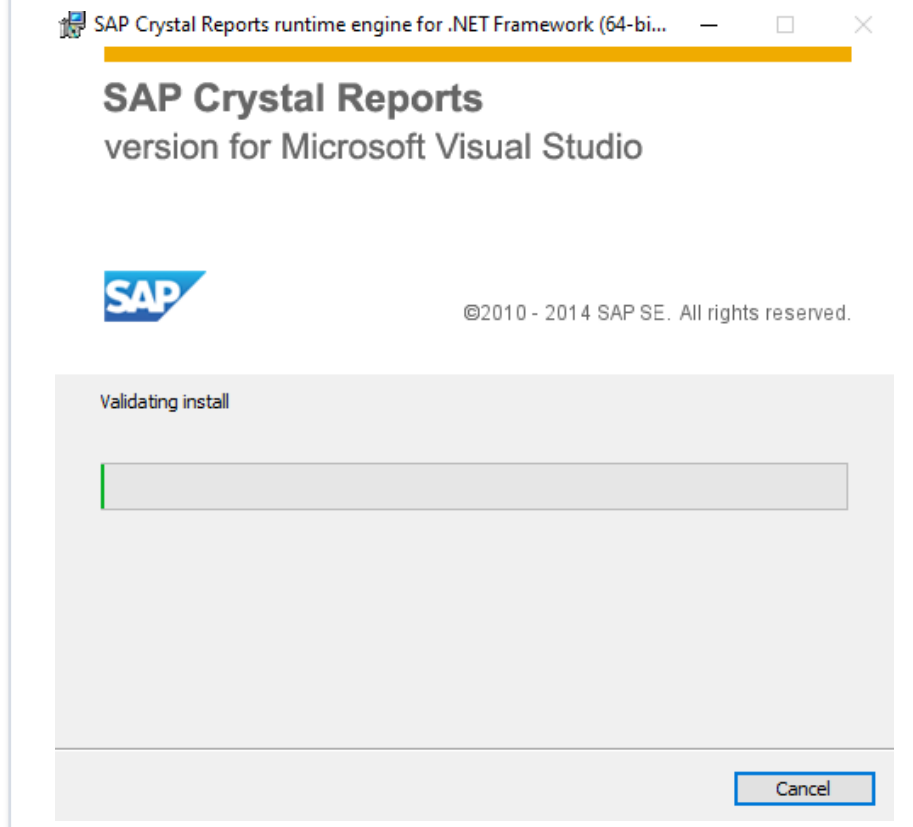 SAP Crystal Reports runtime engine for .NET Framework (64-bi...
SAP Crystal Reports
version for Microsoft Visual Studio
SAP
©2010 - 2014 SAP SE. All rights reserved.
Validating install
Cancel